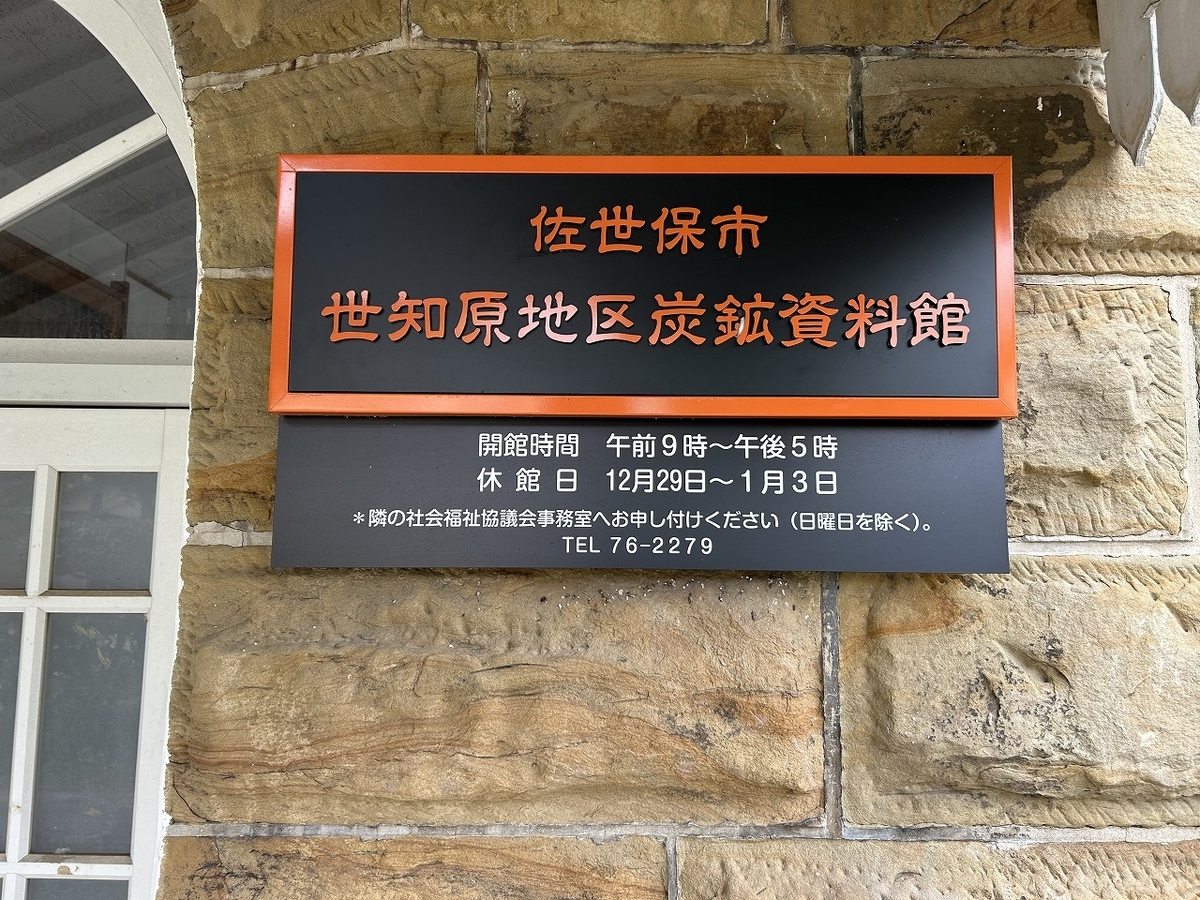 佐世保市
世知原地区炭鉱資料館
開館時間　午前９時～午後５時
休 館 日　12月29日～１月３日
＊隣の社会福祉協議会事務室へお申し付けください（日曜日を除く）。
TEL 76-2279